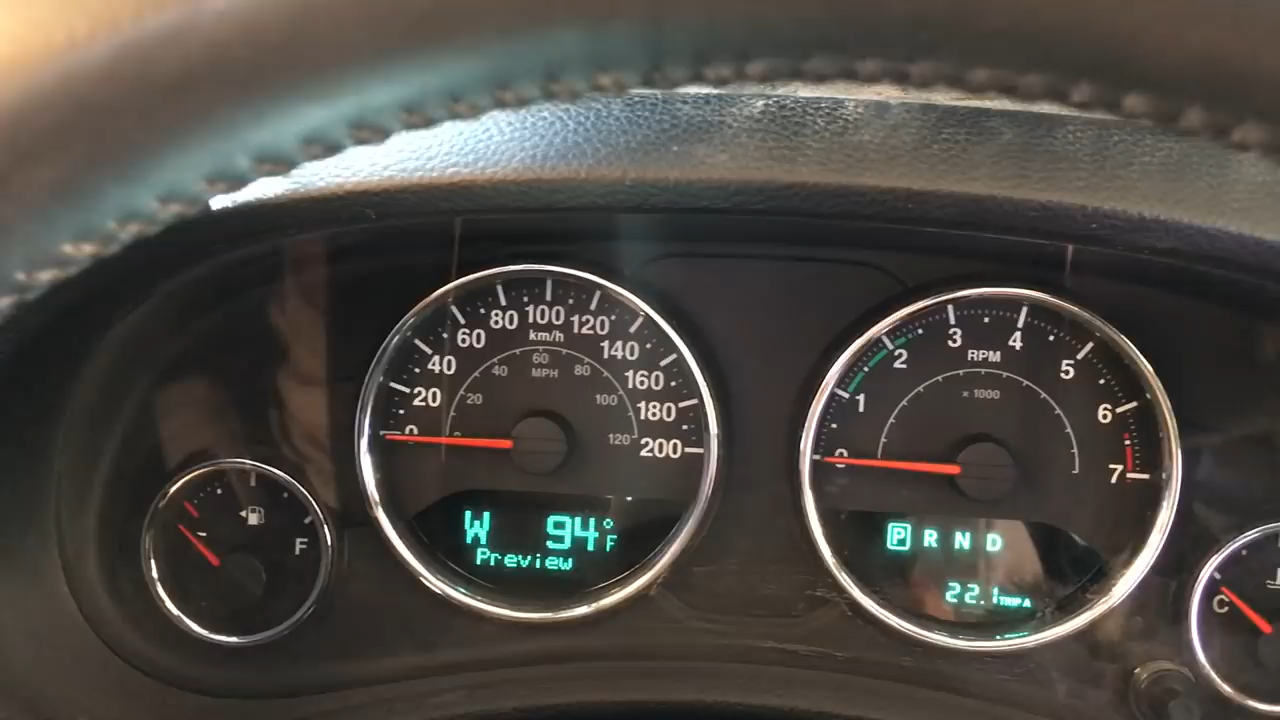 F
0 20 40 60 80 100 120 140 160 180 200
km/h
20 40 60 80 100 120
MPH
W 94°F
Preview
0 1 2 3 4 5 6 7
RPM
x 1000
P R N D
22.1 TRIP A
C